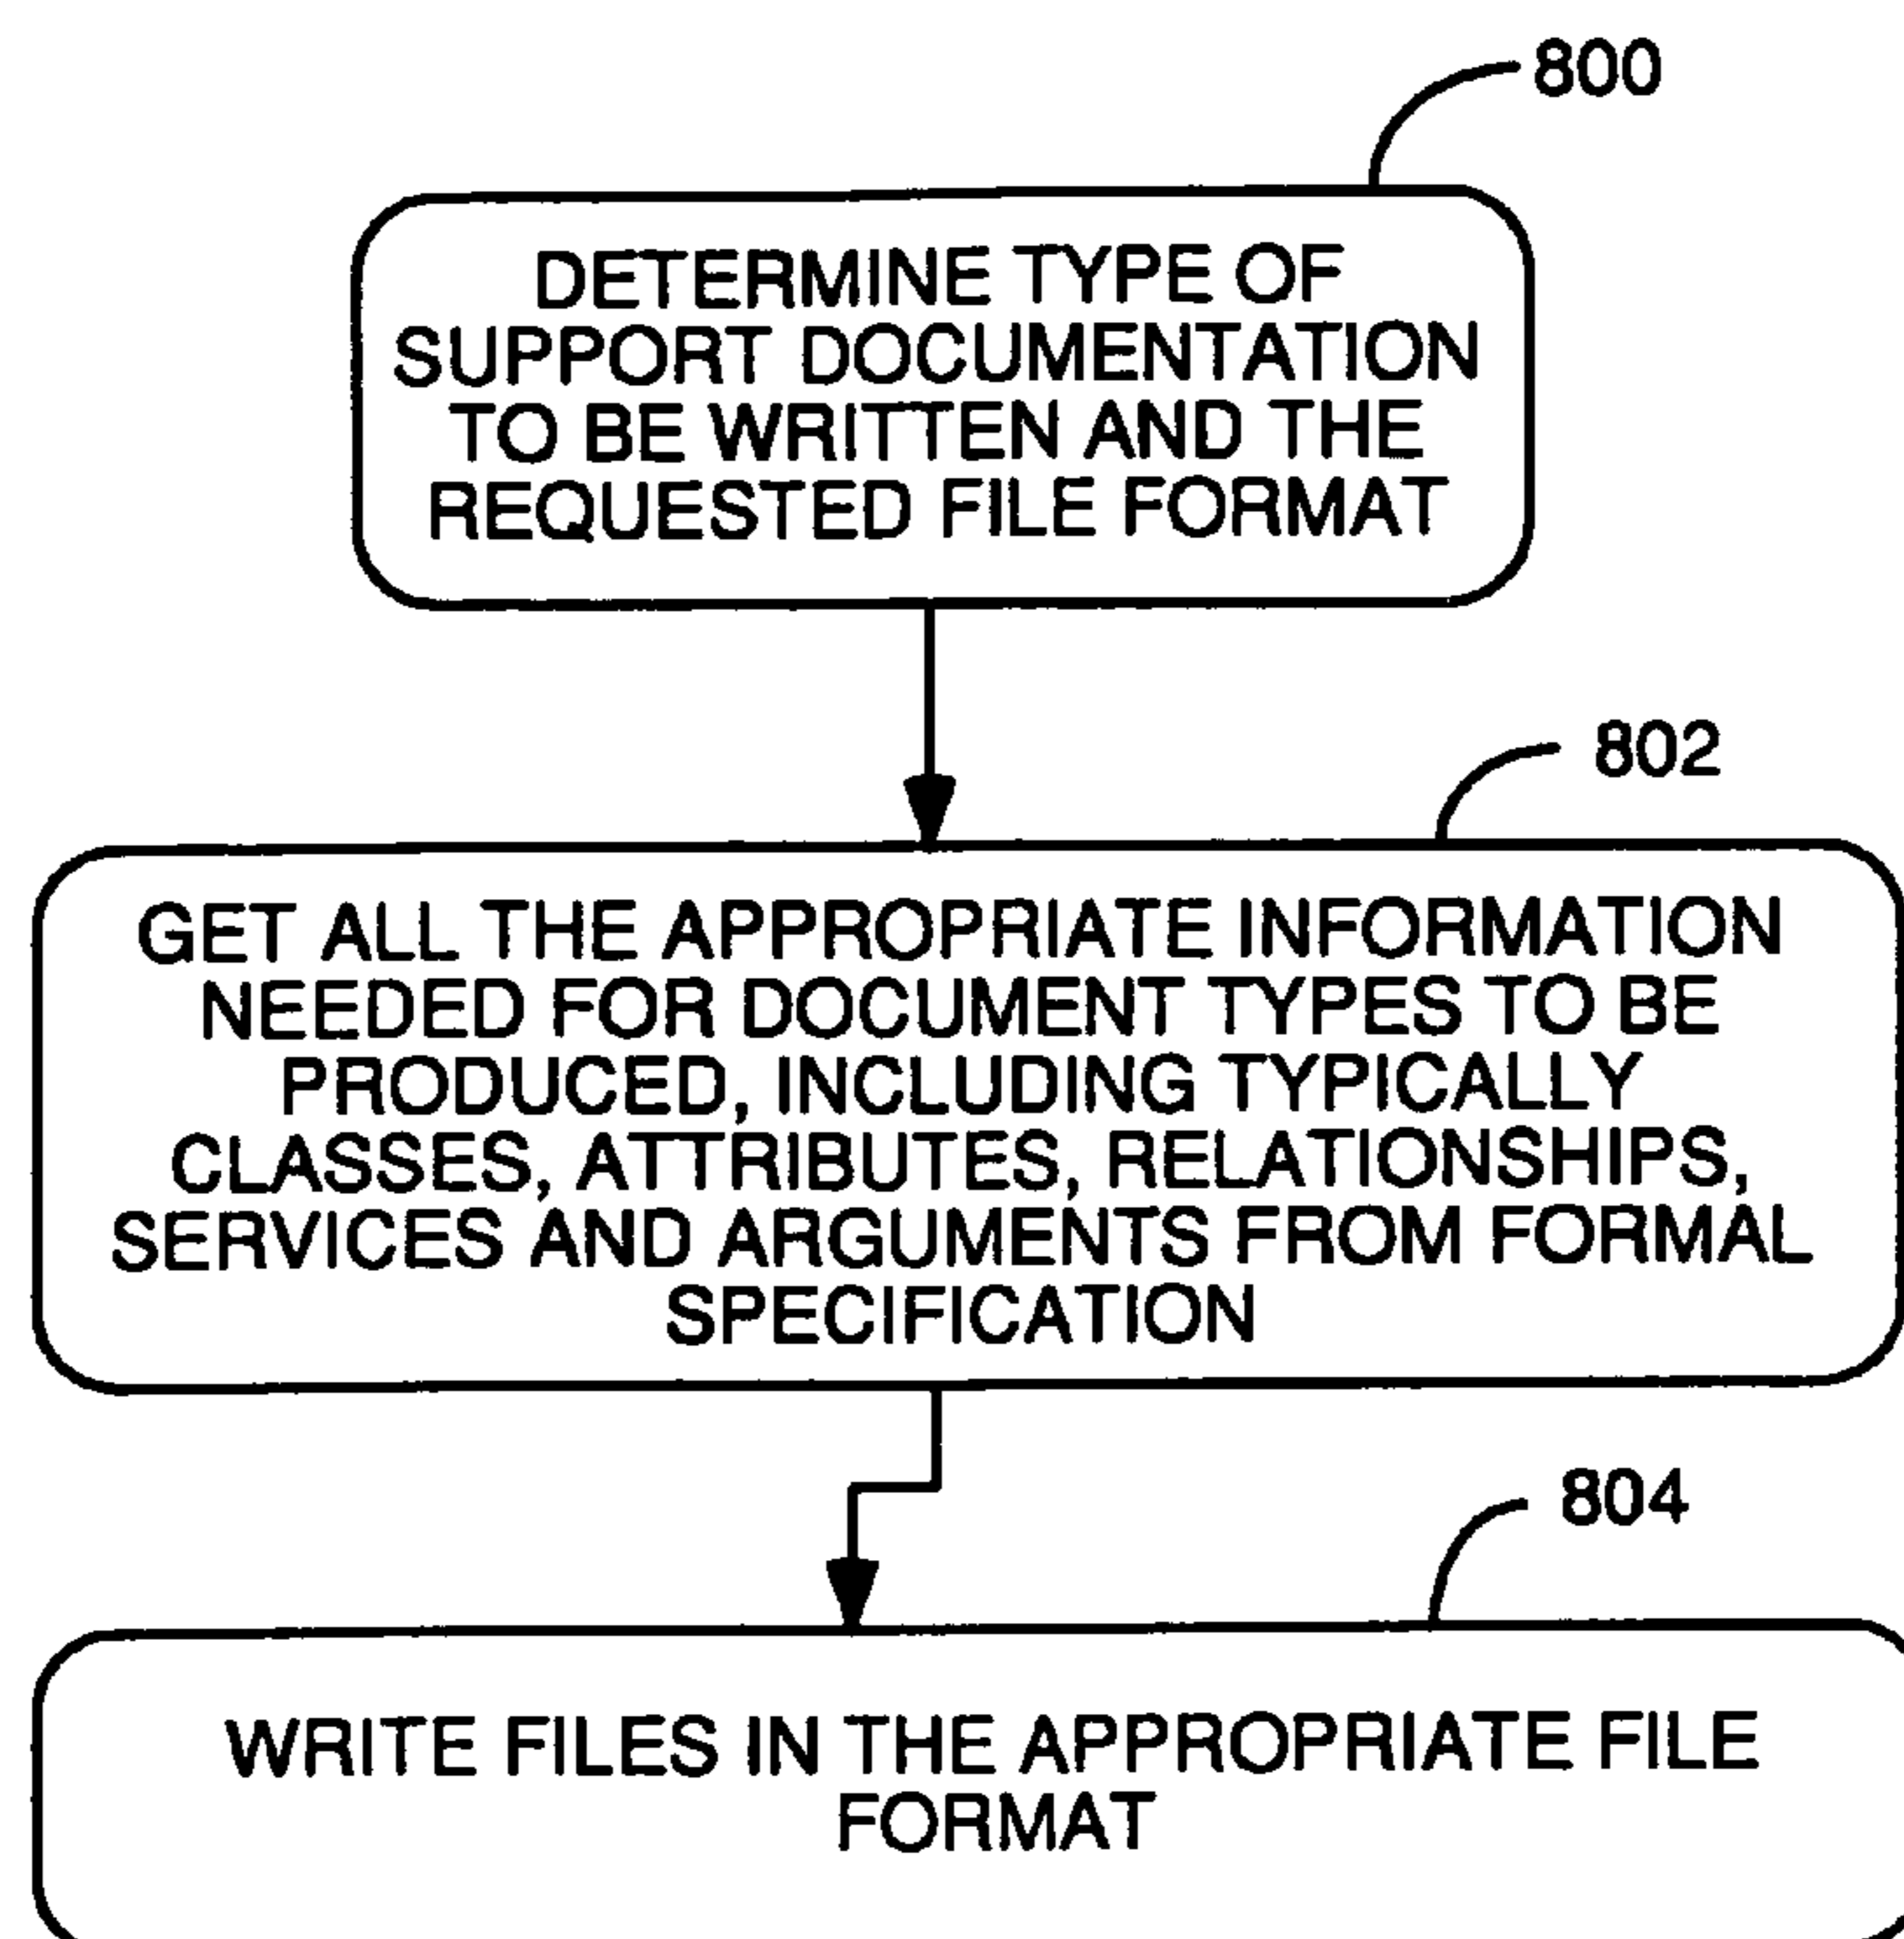 800
DETERMINE TYPE OF
SUPPORT DOCUMENTATION
TO BE WRITTEN AND THE
REQUESTED FILE FORMAT
802
GET ALL THE APPROPRIATE INFORMATION
NEEDED FOR DOCUMENT TYPES TO BE
PRODUCED, INCLUDING TYPICALLY
CLASSES, ATTRIBUTES, RELATIONSHIPS,
SERVICES AND ARGUMENTS FROM FORMAL
SPECIFICATION
804
WRITE FILES IN THE APPROPRIATE FILE
FORMAT